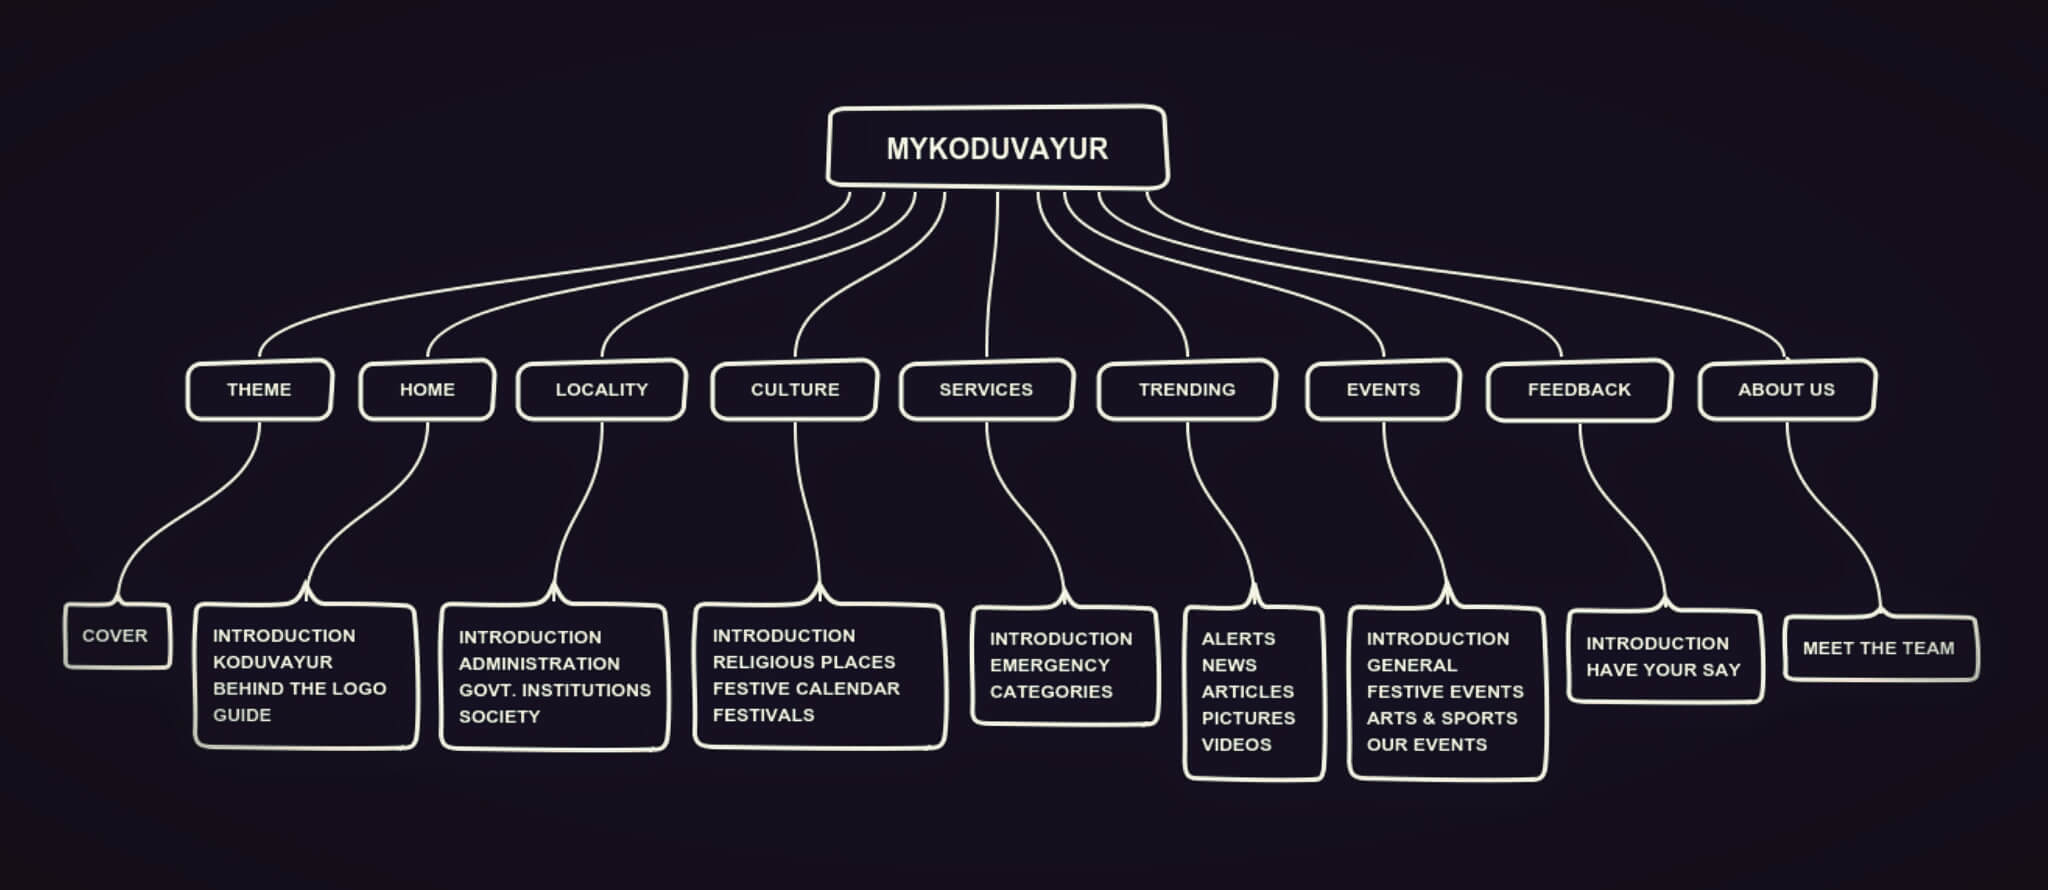 MYKODUVAYUR
THEME
HOME
LOCALITY
CULTURE
SERVICES
TRENDING
EVENTS
FEEDBACK
ABOUT US
COVER
INTRODUCTION
KODUVAYUR
BEHIND THE LOGO
GUIDE
INTRODUCTION
ADMINISTRATION
GOVT. INSTITUTIONS
SOCIETY
INTRODUCTION
RELIGIOUS PLACES
FESTIVE CALENDAR
FESTIVALS
INTRODUCTION
EMERGENCY
CATEGORIES
ALERTS
NEWS
ARTICLES
PICTURES
VIDEOS
INTRODUCTION
GENERAL
FESTIVE EVENTS
ARTS & SPORTS
OUR EVENTS
INTRODUCTION
HAVE YOUR SAY
MEET THE TEAM